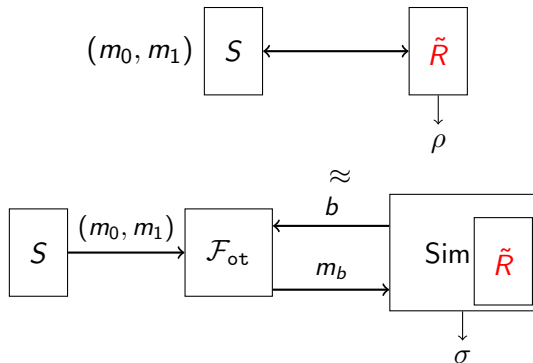 (m₀, m₁) S R̃
ρ
≈
b
S (m₀, m₁) ℱₒₜ Sim R̃
m_b
σ